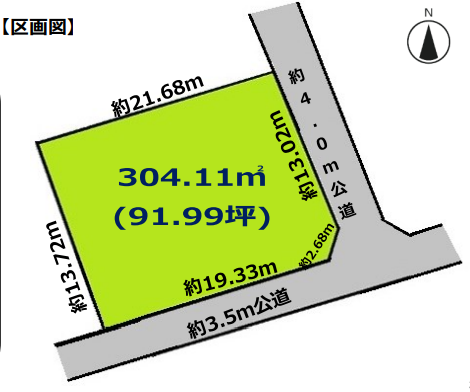 【区画図】
N
約21.68m
約4.0m公道
約13.02m
304.11㎡
(91.99坪)
約13.72m
約2.68m
約19.33m
約3.5m公道